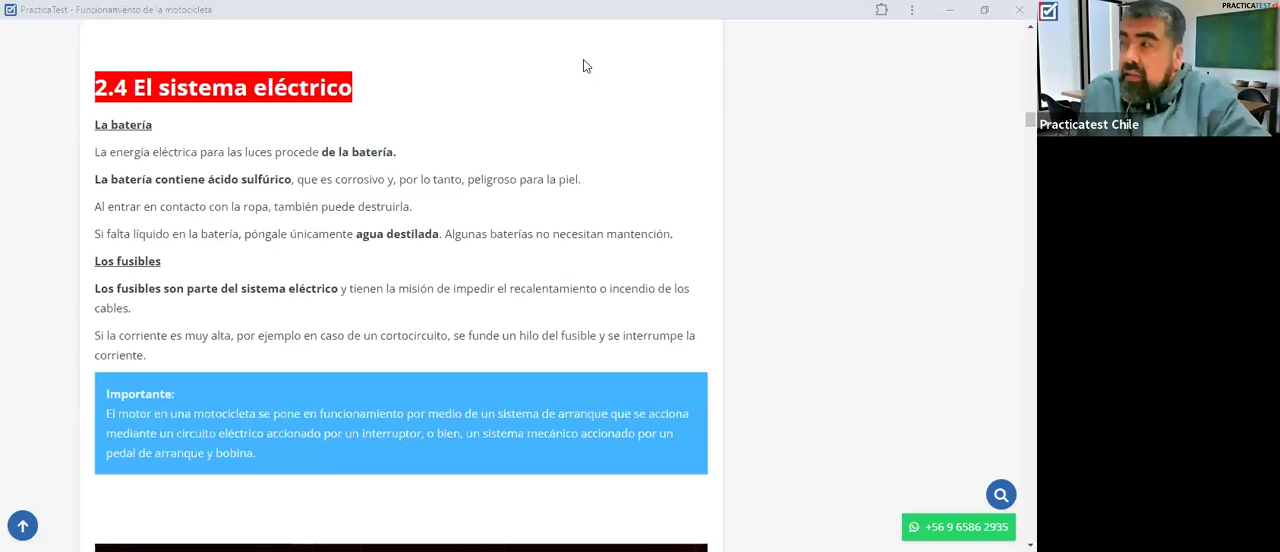 PracticaTest - Funcionamiento de la motocicleta
PRACTICATEST.cl
2.4 El sistema eléctrico
La batería
La energía eléctrica para las luces procede de la batería.
La batería contiene ácido sulfúrico, que es corrosivo y, por lo tanto, peligroso para la piel.
Al entrar en contacto con la ropa, también puede destruirla.
Si falta líquido en la batería, póngale únicamente agua destilada. Algunas baterías no necesitan mantención.
Los fusibles
Los fusibles son parte del sistema eléctrico y tienen la misión de impedir el recalentamiento o incendio de los
cables.
Si la corriente es muy alta, por ejemplo en caso de un cortocircuito, se funde un hilo del fusible y se interrumpe la
corriente.
Importante:
El motor en una motocicleta se pone en funcionamiento por medio de un sistema de arranque que se acciona
mediante un circuito eléctrico accionado por un interruptor, o bien, un sistema mecánico accionado por un
pedal de arranque y bobina.
+56 9 6586 2935
Practicatest Chile